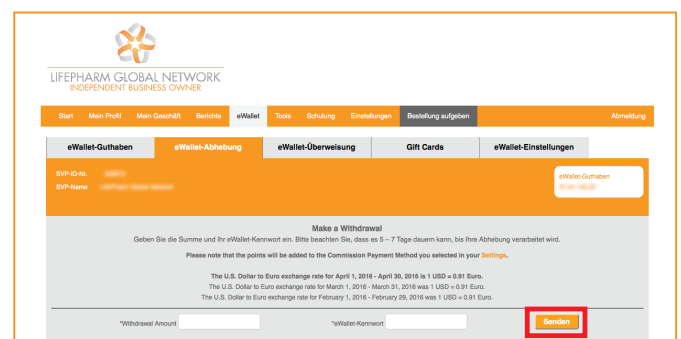 LIFEPHARM GLOBAL NETWORK
INDEPENDENT BUSINESS OWNER
Start Mein Profil Mein Geschäft Berichte eWallet Tools Schulung Einstellungen Bestellung aufgeben Abmeldung
eWallet-Guthaben eWallet-Abhebung eWallet-Überweisung Gift Cards eWallet-Einstellungen
SVP-ID-Nr.
eWallet-Guthaben
SVP-Name
Make a Withdrawal
Geben Sie die Summe und Ihr eWallet-Kennwort ein. Bitte beachten Sie, dass es 5 – 7 Tage dauern kann, bis Ihre Abhebung verarbeitet wird.
Please note that the points will be added to the Commission Payment Method you selected in your Settings.
The U.S. Dollar to Euro exchange rate for April 1, 2016 - April 30, 2016 is 1 USD = 0.91 Euro.
The U.S. Dollar to Euro exchange rate for March 1, 2016 - March 31, 2016 was 1 USD = 0.91 Euro.
The U.S. Dollar to Euro exchange rate for February 1, 2016 - February 29, 2016 was 1 USD = 0.91 Euro.
*Withdrawal Amount *eWallet-Kennwort Senden